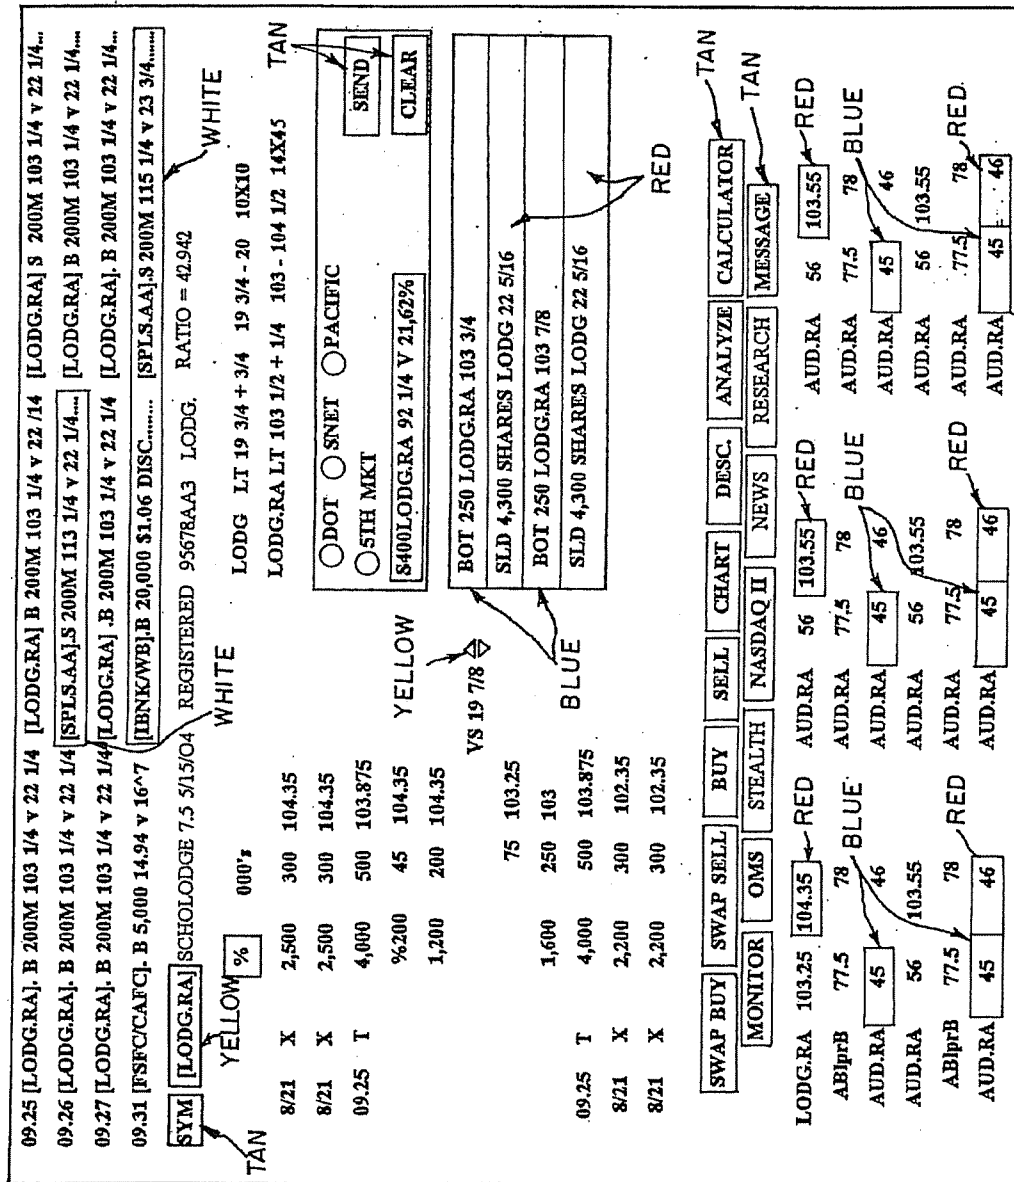 09.25 [LODG.RA]. B 200M 103 1/4 v 22 1/4 [LODG.RA] B 200M 103 1/4 v 22 /14 [LODG.RA] S 200M 103 1/4 v 22 1/4...
09.26 [LODG.RA]. B 200M 103 1/4 v 22 1/4 [SPLS.AA].S 200M 113 1/4 v 22 1/4.... [LODG.RA] B 200M 103 1/4 v 22 1/4....
09.27 [LODG.RA]. B 200M 103 1/4 v 22 1/4 [LODG.RA] .B 200M 103 1/4 v 22 1/4 [LODG.RA]. B 200M 103 1/4 v 22 1/4...
09.31 [FSFC/CAFC]. B 5,000 14.94 v 16^7 [IBNK/WB].B 20,000 $1.06 DISC......... [SPLS.AA].S 200M 115 1/4 v 23 3/4.......
SYM [LODG.RA] SCHOLODGE 7.5 5/15/O4 REGISTERED 95678AA3 LODG. RATIO = 42.942
WHITE
WHITE
TAN
YELLOW
% 000's
LODG LT 19 3/4 + 3/4 19 3/4 - 20 10X10
LODG.RA LT 103 1/2 + 1/4 103 - 104 1/2 14X45
TAN
8/21 X 2,500 300 104.35
8/21 X 2,500 300 104.35
09.25 T 4,000 500 103.875
%200 45 104.35
1,200 200 104.35
75 103.25
1,600 250 103
.09.25 T 4,000 500 103.875
8/21 X 2,200 300 102.35
8/21 X 2,200 300 102.35
DOT SNET PACIFIC
5TH MKT
SEND
CLEAR
S400LODG.RA 92 1/4 V 21,62%
YELLOW
VS 19 7/8
BLUE
BOT 250 LODG.RA 103 3/4
SLD 4,300 SHARES LODG 22 5/16
BOT 250 LODG.RA 103 7/8
SLD 4,300 SHARES LODG 22 5/16
RED
SWAP BUY SWAP SELL BUY SELL CHART DESC. ANALYZE CALCULATOR
TAN
MONITOR OMS STEALTH NASDAQ II NEWS RESEARCH MESSAGE
TAN
LODG.RA 103.25 104.35 RED AUD.RA 56 103.55 RED AUD.RA 56 103.55 RED
ABlprB 77.5 78 AUD.RA 77,5 78 AUD.RA 77.5 78
BLUE BLUE BLUE
AUD.RA 45 46 AUD.RA 45 46 AUD.RA 45 46
AUD.RA 56 103.55 AUD.RA 56 103.55 AUD.RA 56 103.55
ABlprB 77.5 78 RED AUD.RA 77.5 78 RED AUD.RA 77.5 78 RED
AUD.RA 45 46 AUD.RA 45 46 AUD.RA 45 46